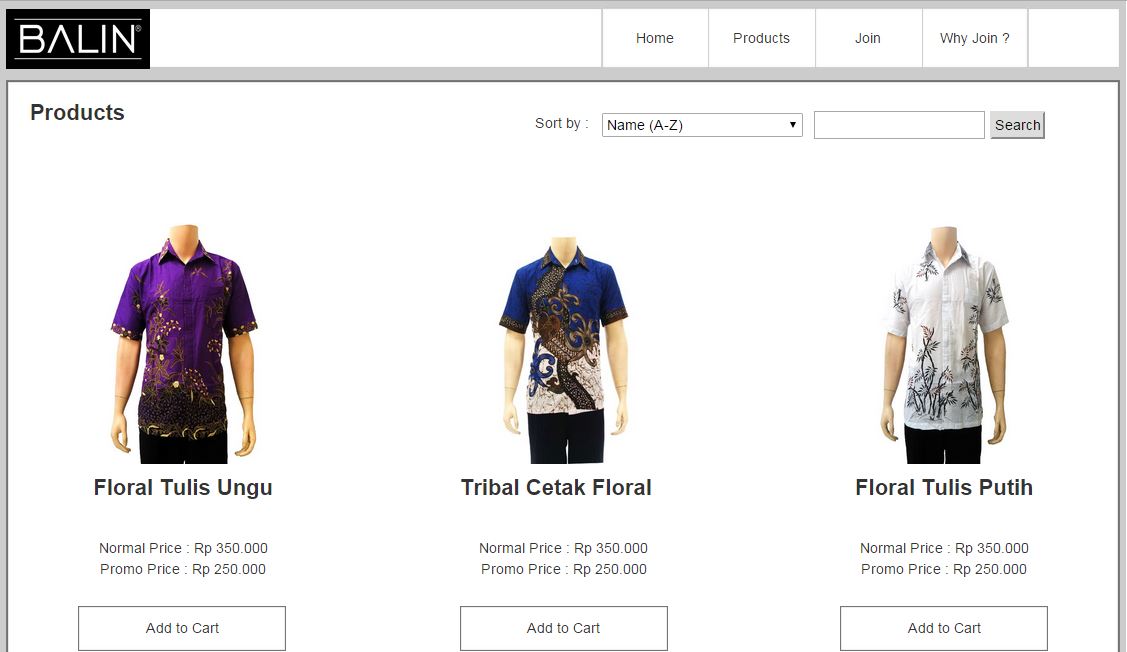 BALIN®
Home
Products
Join
Why Join ?
Products
Sort by :
Name (A-Z)
Search
Floral Tulis Ungu
Tribal Cetak Floral
Floral Tulis Putih
Normal Price : Rp 350.000
Promo Price : Rp 250.000
Normal Price : Rp 350.000
Promo Price : Rp 250.000
Normal Price : Rp 350.000
Promo Price : Rp 250.000
Add to Cart
Add to Cart
Add to Cart